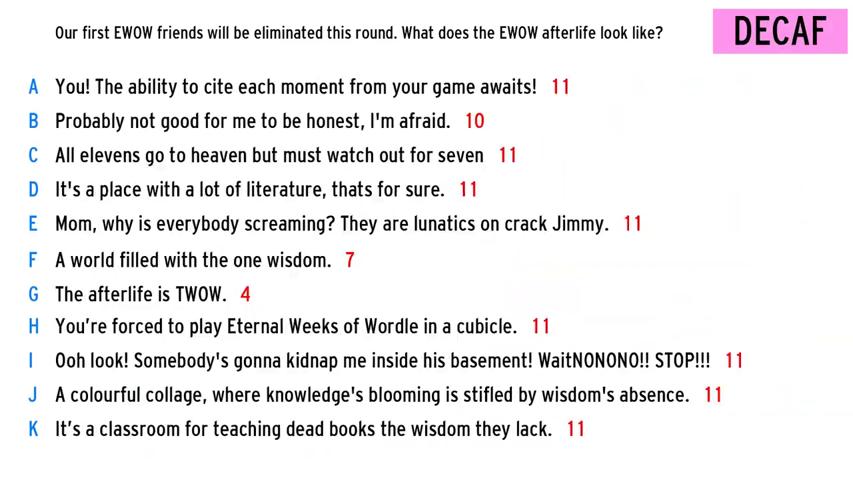 Our first EWOW friends will be eliminated this round. What does the EWOW afterlife look like?
DECAF
A You! The ability to cite each moment from your game awaits! 11
B Probably not good for me to be honest, I'm afraid. 10
C All elevens go to heaven but must watch out for seven 11
D It's a place with a lot of literature, thats for sure. 11
E Mom, why is everybody screaming? They are lunatics on crack Jimmy. 11
F A world filled with the one wisdom. 7
G The afterlife is TWOW. 4
H You’re forced to play Eternal Weeks of Wordle in a cubicle. 11
I Ooh look! Somebody's gonna kidnap me inside his basement! WaitNONONO!! STOP!!! 11
J A colourful collage, where knowledge's blooming is stifled by wisdom's absence. 11
K It’s a classroom for teaching dead books the wisdom they lack. 11